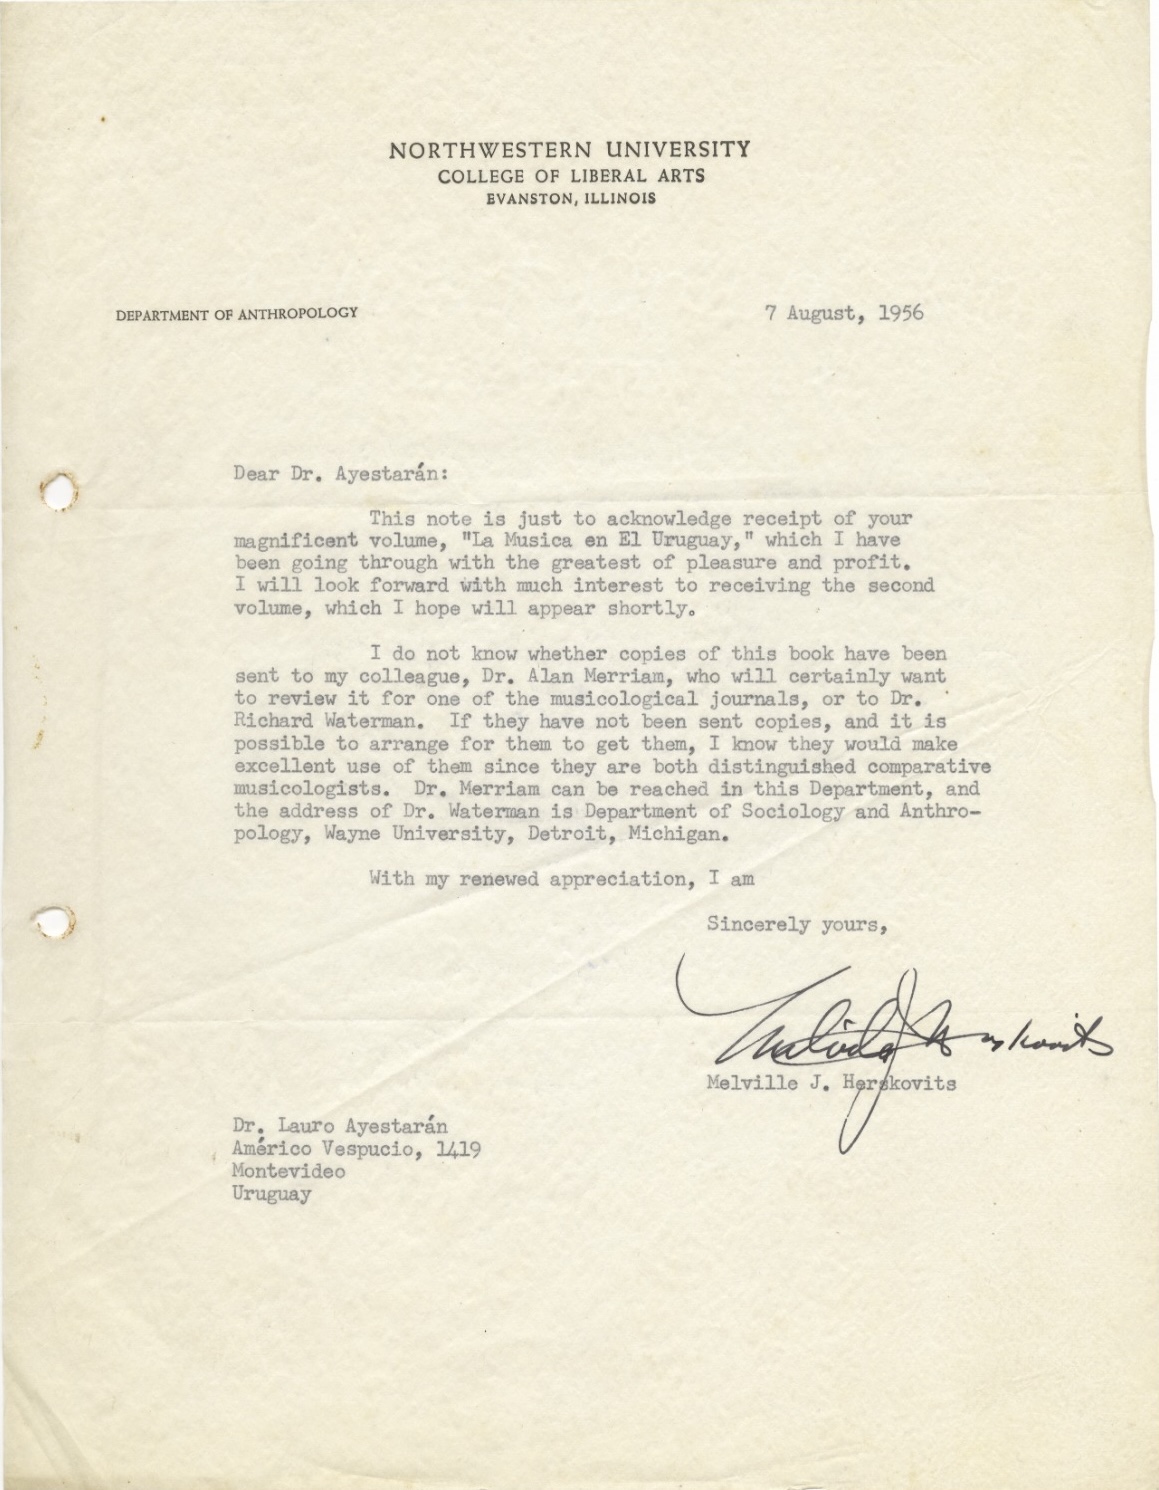 NORTHWESTERN UNIVERSITY
COLLEGE OF LIBERAL ARTS
EVANSTON, ILLINOIS
DEPARTMENT OF ANTHROPOLOGY
7 August, 1956
Dear Dr. Ayestarán:
This note is just to acknowledge receipt of your
magnificent volume, "La Musica en El Uruguay," which I have
been going through with the greatest of pleasure and profit.
I will look forward with much interest to receiving the second
volume, which I hope will appear shortly.
I do not know whether copies of this book have been
sent to my colleague, Dr. Alan Merriam, who will certainly want
to review it for one of the musicological journals, or to Dr.
Richard Waterman. If they have not been sent copies, and it is
possible to arrange for them to get them, I know they would make
excellent use of them since they are both distinguished comparative
musicologists. Dr. Merriam can be reached in this Department, and
the address of Dr. Waterman is Department of Sociology and Anthro-
pology, Wayne University, Detroit, Michigan.
With my renewed appreciation, I am
Sincerely yours,
Melville J. Herskovits
Melville J. Herskovits
Dr. Lauro Ayestarán
Américo Vespucio, 1419
Montevideo
Uruguay